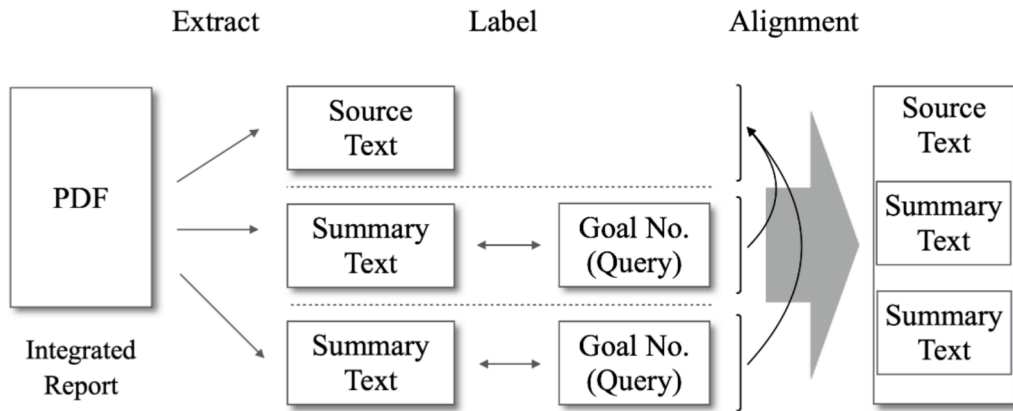 Extract
Label
Alignment
PDF
Integrated
Report
Source
Text
Summary
Text
Goal No.
(Query)
Summary
Text
Goal No.
(Query)
Source
Text
Summary
Text
Summary
Text